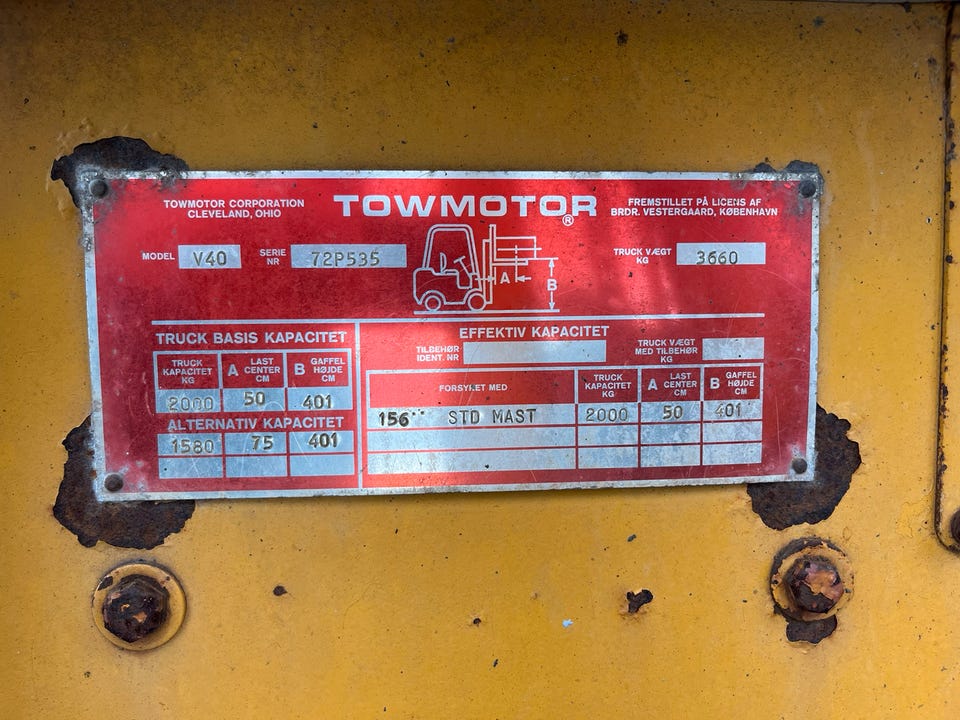 TOWMOTOR CORPORATION
CLEVELAND, OHIO
TOWMOTOR®
FREMSTILLET PÅ LICENS AF
BRDR. VESTERGAARD, KØBENHAVN
MODEL V40 SERIE NR 72P535
TRUCK VÆGT KG 3660
A
B
TRUCK BASIS KAPACITET
TRUCK KAPACITET KG A LAST CENTER CM B GAFFEL HØJDE CM
2000 50 401
ALTERNATIV KAPACITET
1580 75 401
EFFEKTIV KAPACITET
TILBEHØR IDENT. NR
TRUCK VÆGT MED TILBEHØR KG
FORSYNET MED TRUCK KAPACITET KG A LAST CENTER CM B GAFFEL HØJDE CM
156" STD MAST 2000 50 401